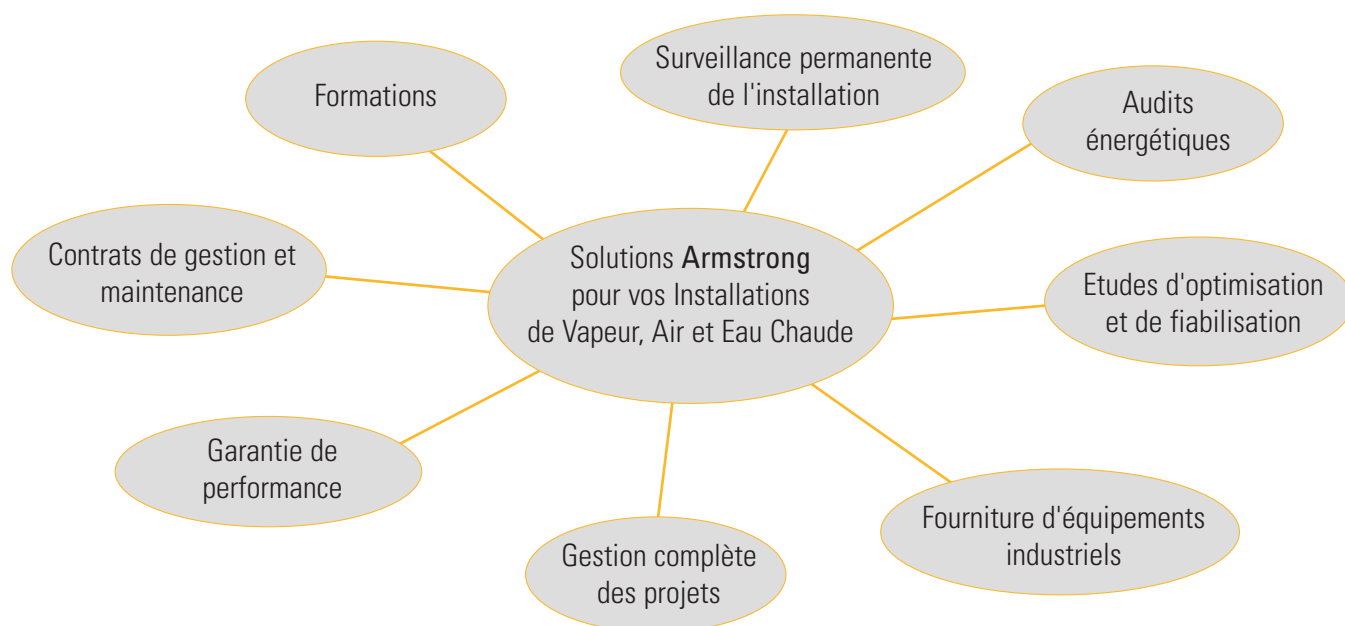 Formations
Surveillance permanente
de l'installation
Audits
énergétiques
Contrats de gestion et
maintenance
Solutions Armstrong
pour vos Installations
de Vapeur, Air et Eau Chaude
Etudes d'optimisation
et de fiabilisation
Garantie de
performance
Gestion complète
des projets
Fourniture d'équipements
industriels